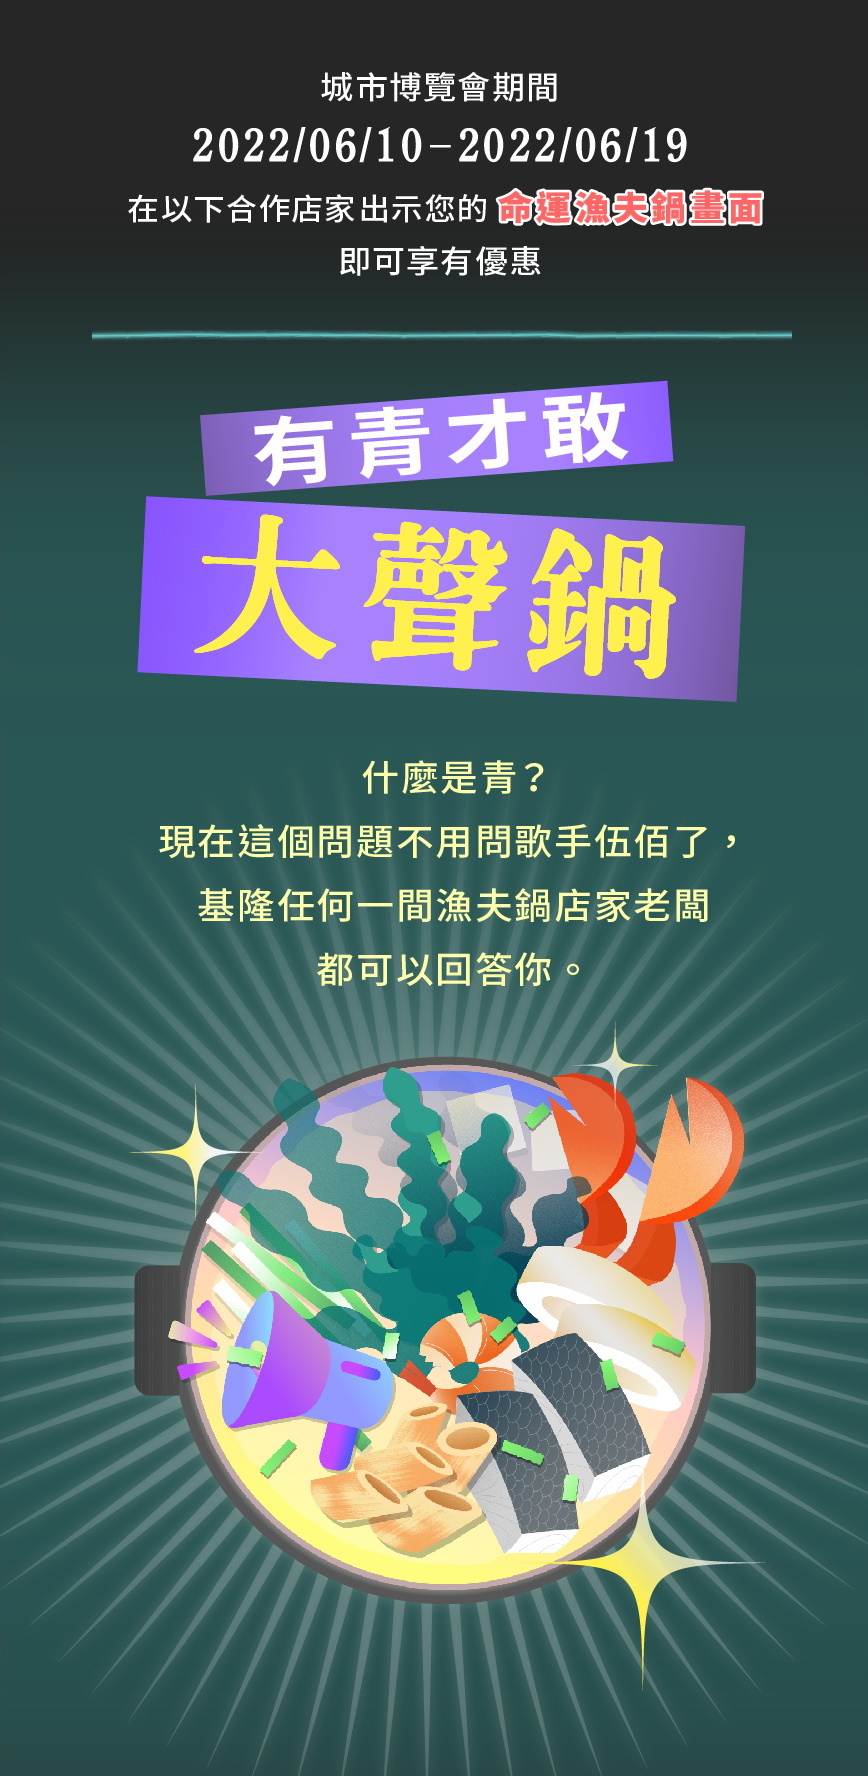 城市博覽會期間
2022/06/10-2022/06/19
在以下合作店家出示您的 命運漁夫鍋畫面
即可享有優惠
有青才敢
大聲鍋
什麼是青？
現在這個問題不用問歌手伍佰了，
基隆任何一間漁夫鍋店家老闆
都可以回答你。